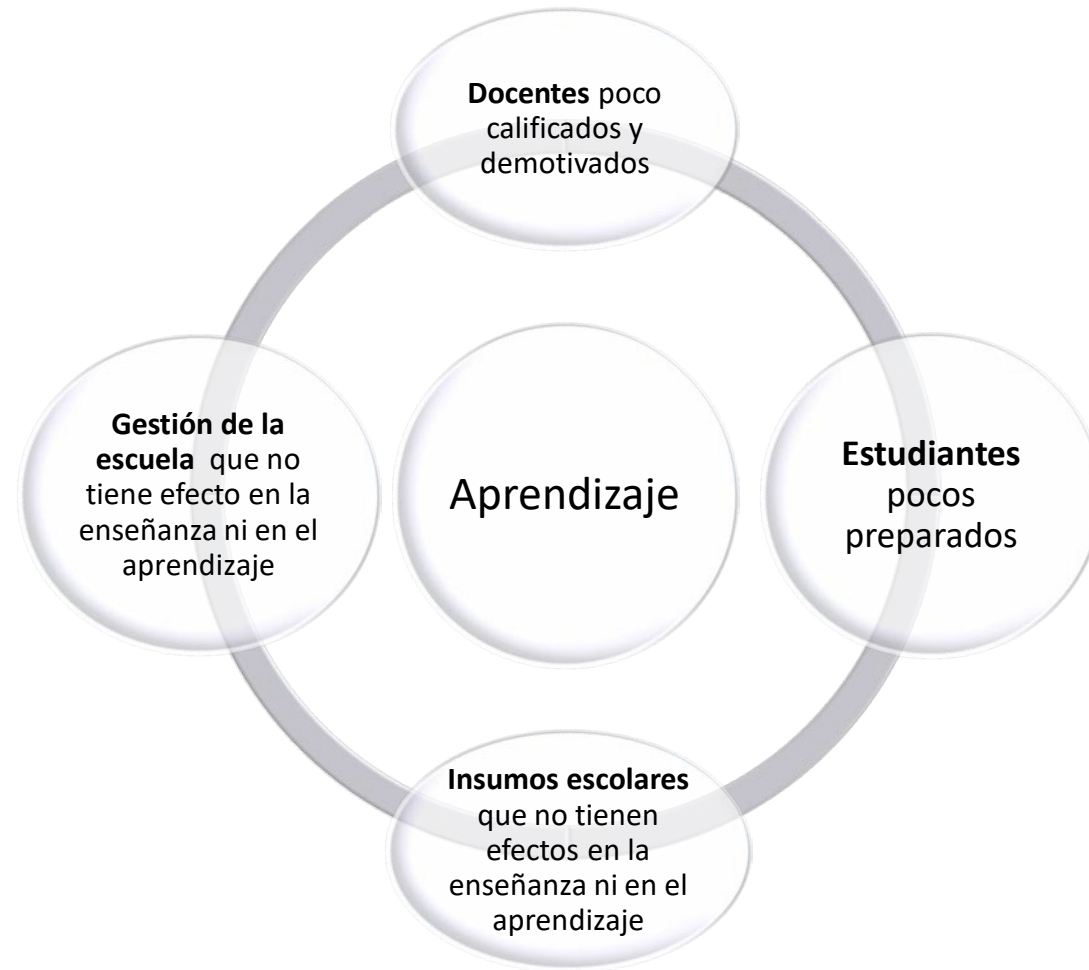 Docentes poco
calificados y
demotivados
Gestión de la
escuela que no
tiene efecto en la
enseñanza ni en el
aprendizaje
Aprendizaje
Estudiantes
pocos
preparados
Insumos escolares
que no tienen
efectos en la
enseñanza ni en el
aprendizaje